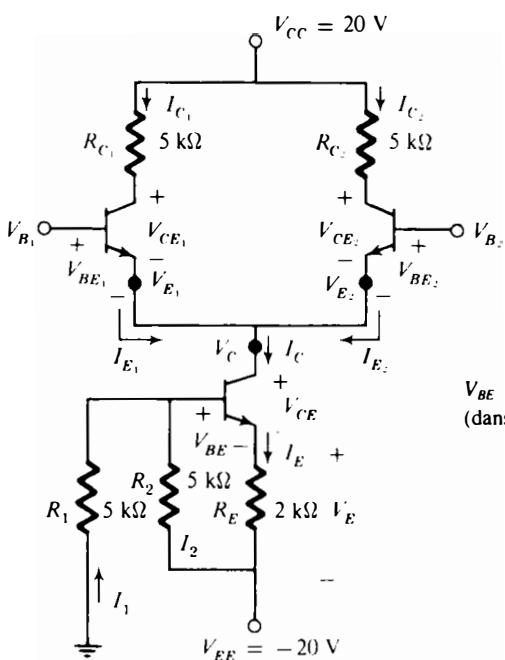 V_CC = 20 V
I_C₁ I_C₂
R_C₁ 5 kΩ R_C₂ 5 kΩ
+ +
V_B₁ V_CE₁ V_CE₂ V_B₂
+ − − +
V_BE₁ V_E₁ V_E₂ V_BE₂
− −
I_E₁ V_C I_C I_E₂
+
V_CE
V_BE
(dans
+ V_BE −
I_E +
R_1 5 kΩ R_2 5 kΩ R_E 2 kΩ V_E
I_2
I_1 −
V_EE = −20 V